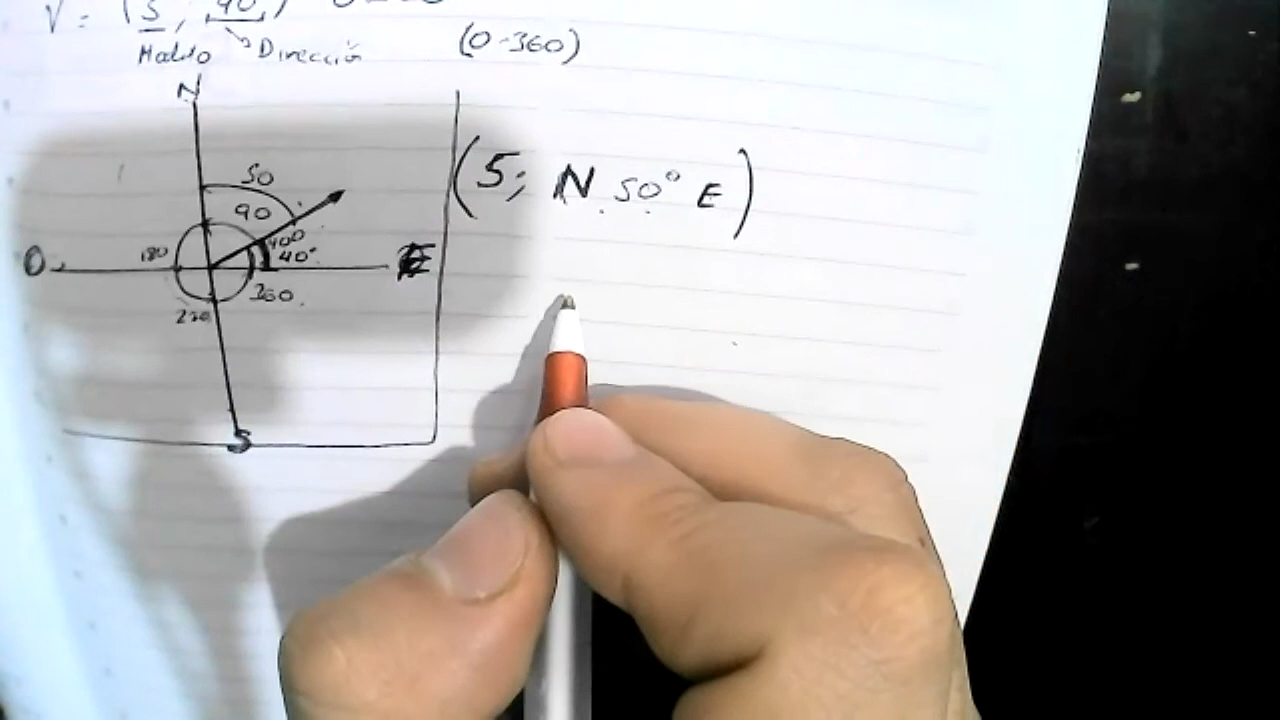 V = (5; 40)
Modulo Dirección (0-360)
N
50
90
400
40°
180
O E
360
270
S
(5; N 50° E)